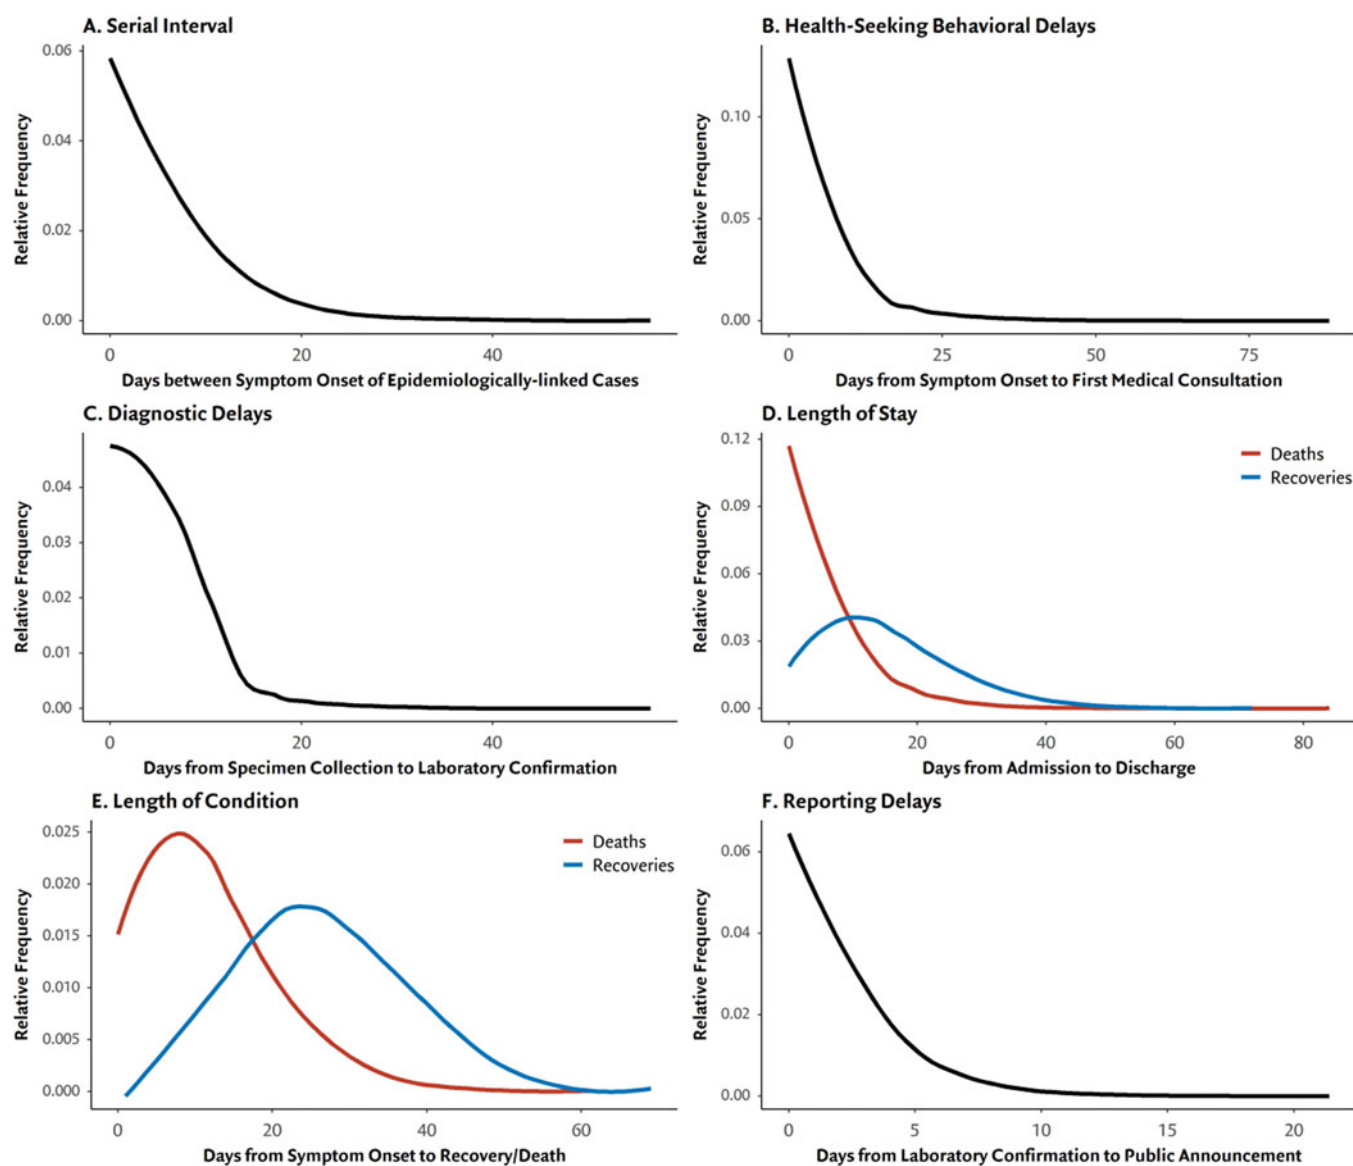 A. Serial Interval
Relative Frequency
0.06
0.04
0.02
0.00
0 20 40
Days between Symptom Onset of Epidemiologically-linked Cases
B. Health-Seeking Behavioral Delays
Relative Frequency
0.10
0.05
0.00
0 25 50 75
Days from Symptom Onset to First Medical Consultation
C. Diagnostic Delays
Relative Frequency
0.04
0.03
0.02
0.01
0.00
0 20 40
Days from Specimen Collection to Laboratory Confirmation
D. Length of Stay
Relative Frequency
0.12
0.09
0.06
0.03
0.00
Deaths
Recoveries
0 20 40 60 80
Days from Admission to Discharge
E. Length of Condition
Relative Frequency
0.025
0.020
0.015
0.010
0.005
0.000
Deaths
Recoveries
0 20 40 60
Days from Symptom Onset to Recovery/Death
F. Reporting Delays
Relative Frequency
0.06
0.04
0.02
0.00
0 5 10 15 20
Days from Laboratory Confirmation to Public Announcement